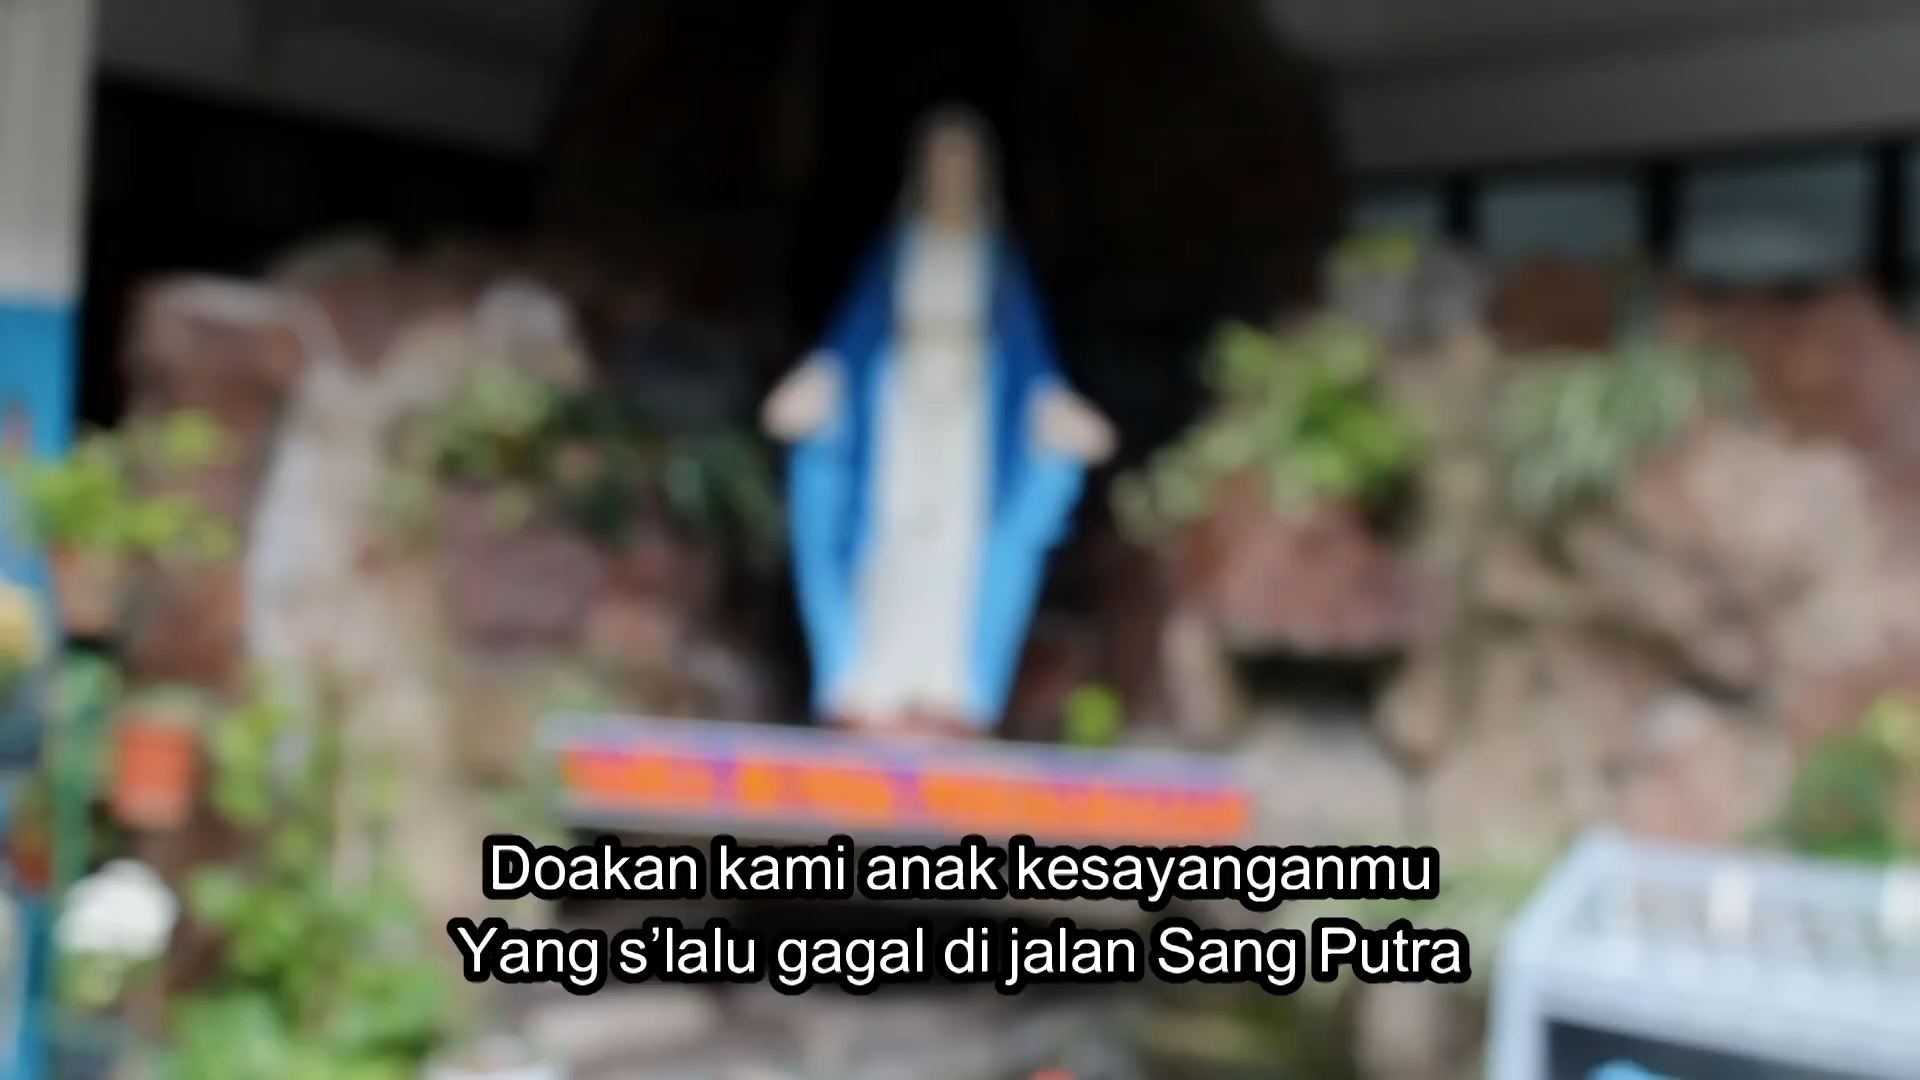 Doakan kami anak kesayanganmu
Yang s’lalu gagal di jalan Sang Putra